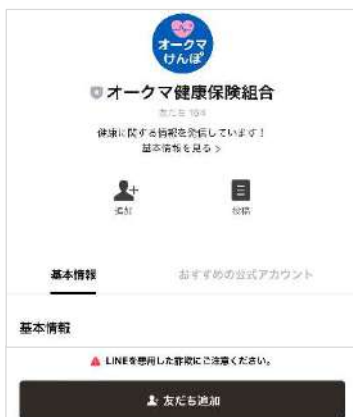 オークマ
けんぽ
オークマ健康保険組合
友だち 164
健康に関する情報を発信しています！
基本情報を見る >
追加
投稿
基本情報
おすすめの公式アカウント
基本情報
LINEを悪用した詐欺にご注意ください。
友だち追加